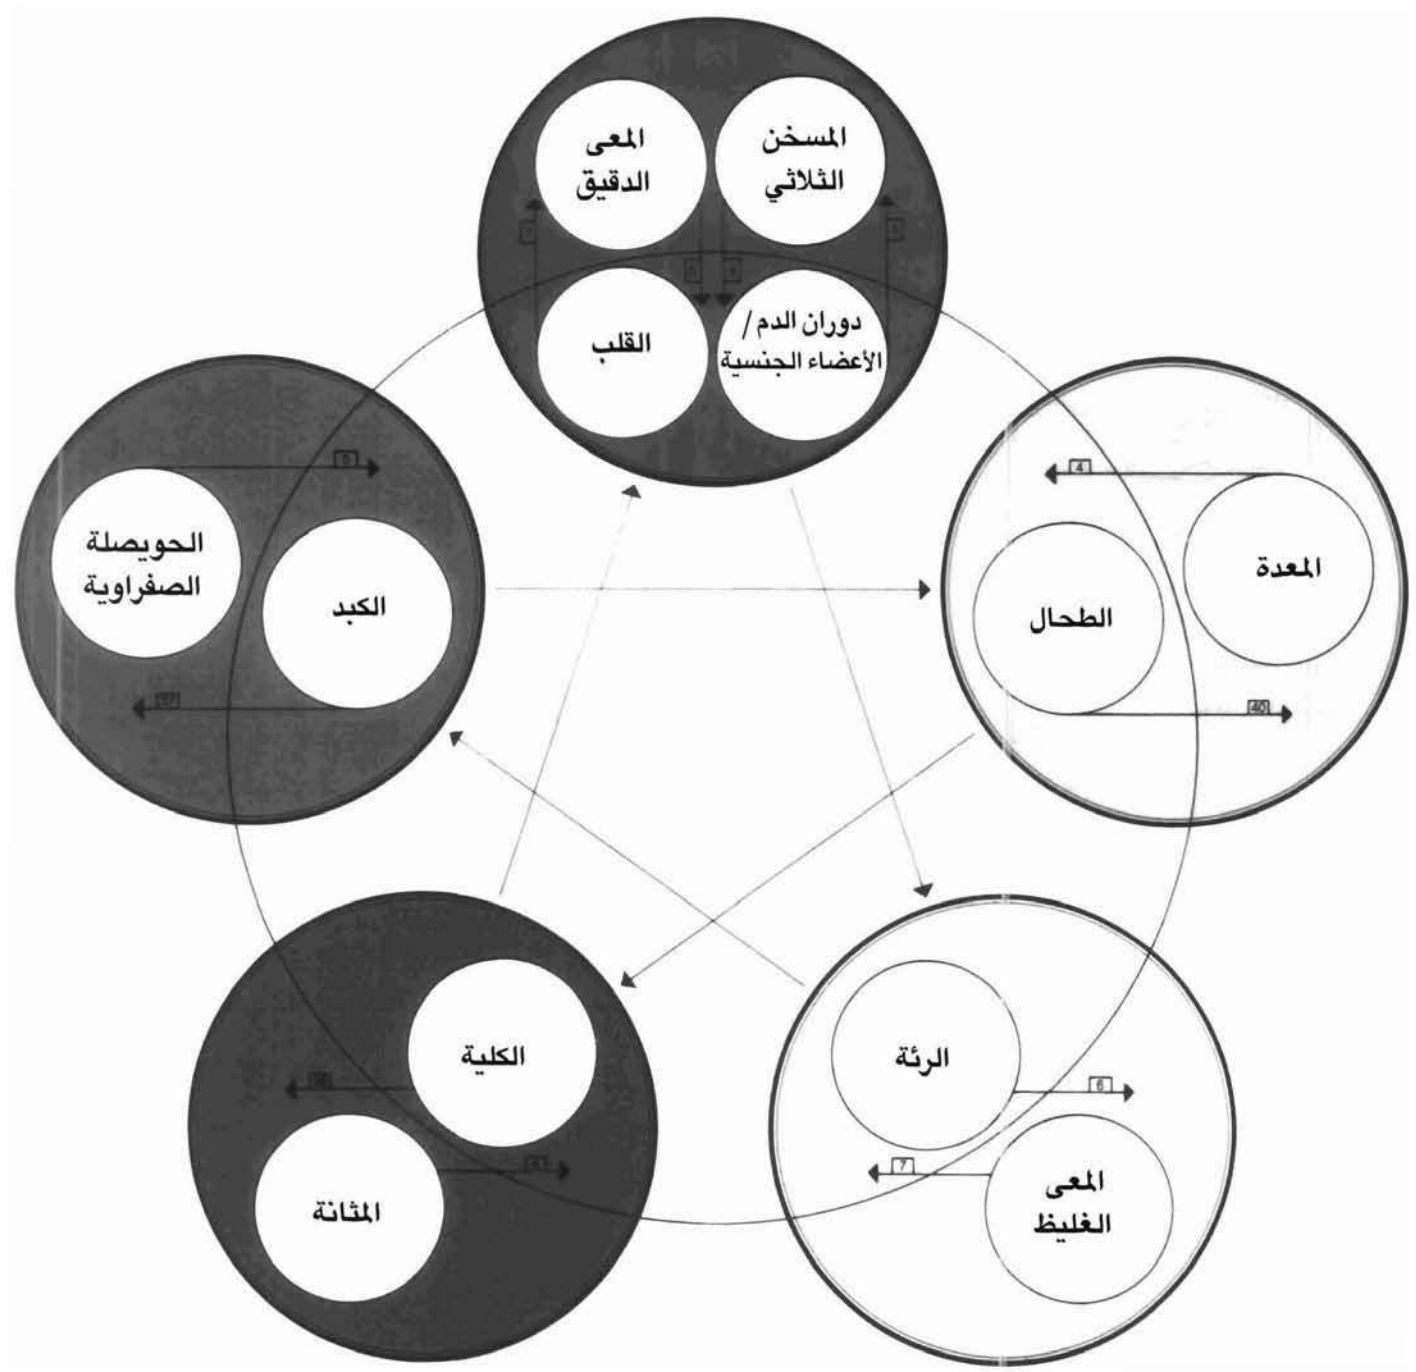 المسخن
الثلاثي
المعى
الدقيق
دوران الدم /
الأعضاء الجنسية
القلب
4
المعدة
الطحال
40
الحويصلة
الصفراوية
الكبد
الرئة
6
7
المعى
الغليظ
الكلية
المثانة